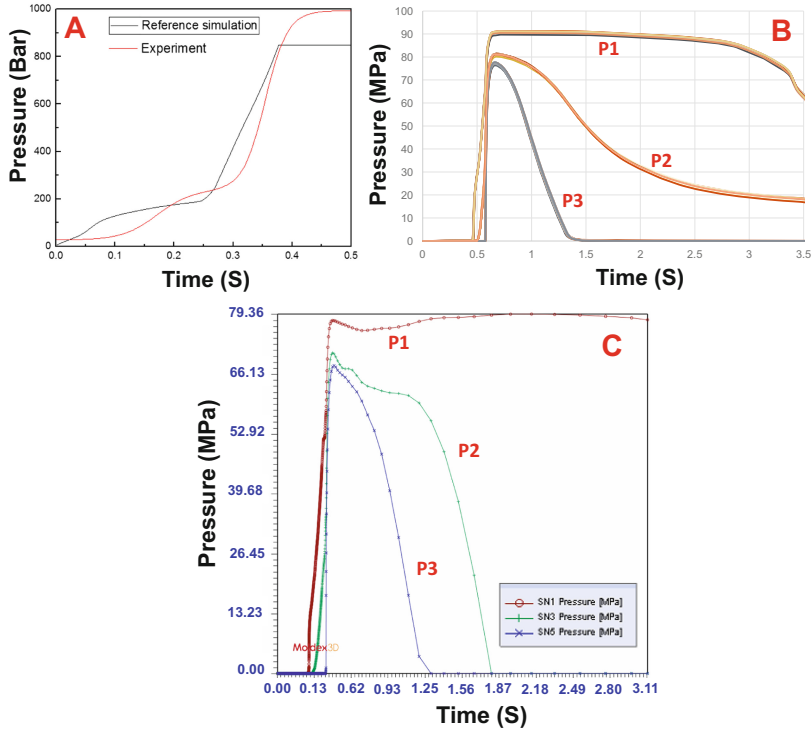 A
Reference simulation
Experiment
Pressure (Bar)
1000
800
600
400
200
0
0.0 0.1 0.2 0.3 0.4 0.5
Time (S)
B
Pressure (MPa)
100
90
80
70
60
50
40
30
20
10
0
P1
P2
P3
0 0.5 1 1.5 2 2.5 3 3.5
Time (S)
C
Pressure (MPa)
79.36
66.13
52.92
39.68
26.45
13.23
0.00
P1
P2
P3
SN1 Pressure [MPa]
SN3 Pressure [MPa]
SN5 Pressure [MPa]
Moldex3D
0.00 0.13 0.62 0.93 1.25 1.56 1.87 2.18 2.49 2.80 3.11
Time (S)